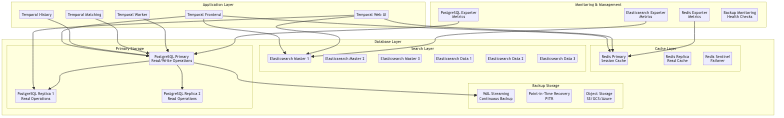 Application Layer
Monitoring & Management
Temporal History
Temporal Matching
Temporal Worker
Temporal Frontend
Temporal Web UI
PostgreSQL Exporter
Metrics
Elasticsearch Exporter
Metrics
Redis Exporter
Metrics
Backup Monitoring
Health Checks
Database Layer
Primary Storage
Search Layer
Cache Layer
PostgreSQL Primary
Read/Write Operations
Elasticsearch Master 1
Elasticsearch Master 2
Elasticsearch Master 3
Elasticsearch Data 1
Elasticsearch Data 2
Elasticsearch Data 3
Redis Primary
Session Cache
Redis Replica
Read Cache
Redis Sentinel
Failover
Backup Storage
PostgreSQL Replica 1
Read Operations
PostgreSQL Replica 2
Read Operations
WAL Streaming
Continuous Backup
Point-in-Time Recovery
PITR
Object Storage
S3/GCS/Azure